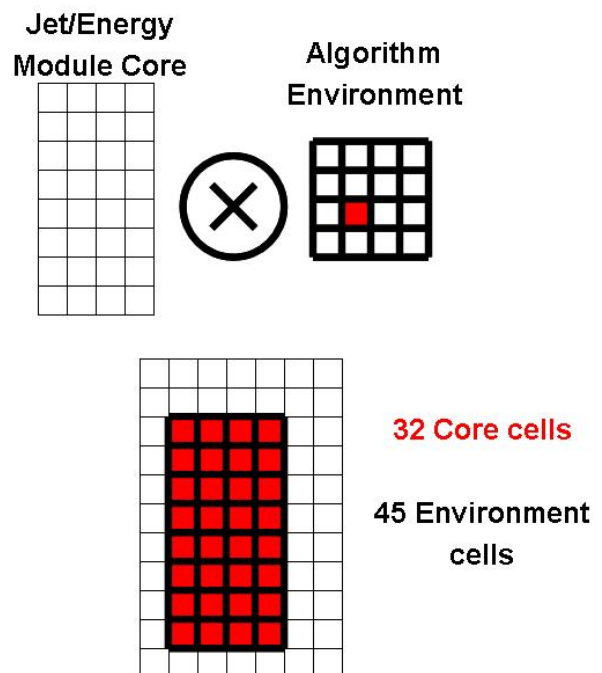 Jet/Energy
Module Core
Algorithm
Environment
32 Core cells
45 Environment
cells